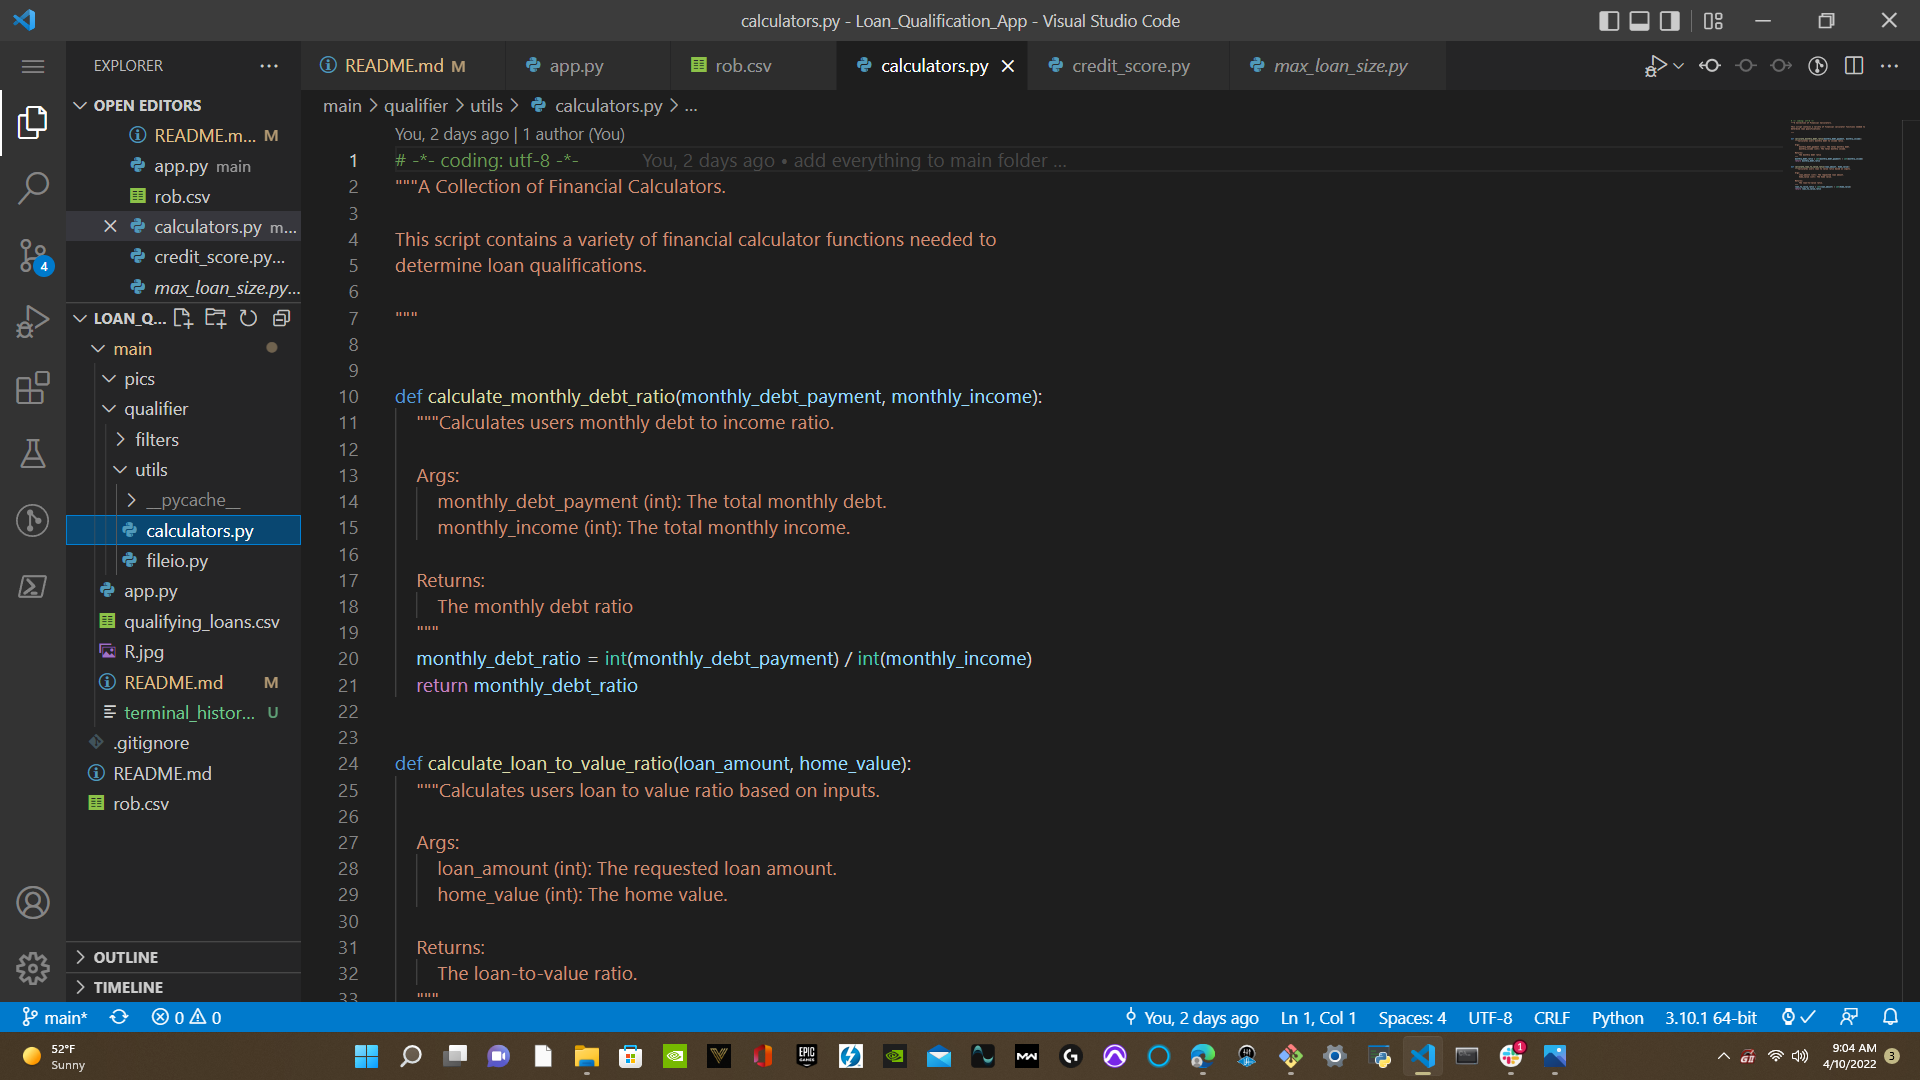 calculators.py - Loan_Qualification_App - Visual Studio Code
EXPLORER
README.md M
app.py
rob.csv
calculators.py
credit_score.py
max_loan_size.py
OPEN EDITORS
README.m... M
app.py main
rob.csv
calculators.py m...
credit_score.py...
max_loan_size.py...
4
LOAN_Q...
main
pics
qualifier
filters
utils
__pycache__
calculators.py
fileio.py
app.py
qualifying_loans.csv
R.jpg
README.md M
terminal_histor... U
.gitignore
README.md
rob.csv
OUTLINE
TIMELINE
main > qualifier > utils > calculators.py > ...
You, 2 days ago | 1 author (You)
1 # -*- coding: utf-8 -*- You, 2 days ago • add everything to main folder ...
2 """A Collection of Financial Calculators.
3
4 This script contains a variety of financial calculator functions needed to
5 determine loan qualifications.
6
7 """
8
9
10 def calculate_monthly_debt_ratio(monthly_debt_payment, monthly_income):
11 """Calculates users monthly debt to income ratio.
12
13 Args:
14 monthly_debt_payment (int): The total monthly debt.
15 monthly_income (int): The total monthly income.
16
17 Returns:
18 The monthly debt ratio
19 """
20 monthly_debt_ratio = int(monthly_debt_payment) / int(monthly_income)
21 return monthly_debt_ratio
22
23
24 def calculate_loan_to_value_ratio(loan_amount, home_value):
25 """Calculates users loan to value ratio based on inputs.
26
27 Args:
28 loan_amount (int): The requested loan amount.
29 home_value (int): The home value.
30
31 Returns:
32 The loan-to-value ratio.
33 """
main* 0 0 You, 2 days ago Ln 1, Col 1 Spaces: 4 UTF-8 CRLF Python 3.10.1 64-bit
52°F
Sunny
EPIC
GAMES
MW
1
9:04 AM
4/10/2022
3